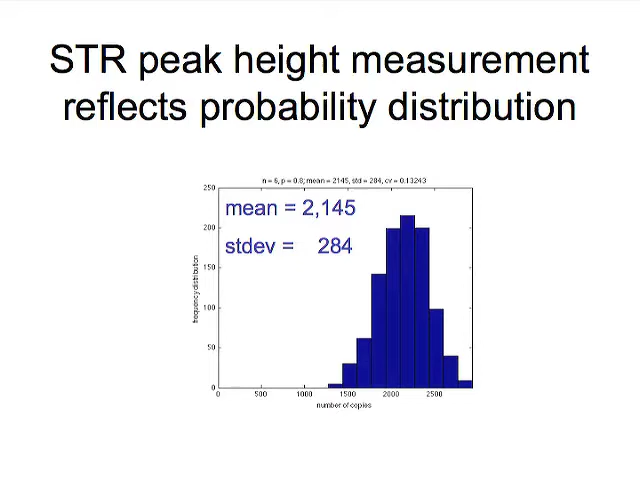 STR peak height measurement
reflects probability distribution
n = 6, p = 0.8; mean = 2145, std = 284, cv = 0.13243
mean = 2,145
stdev = 284
250
200
150
100
50
0
frequency distribution
0 500 1000 1500 2000 2500
number of copies